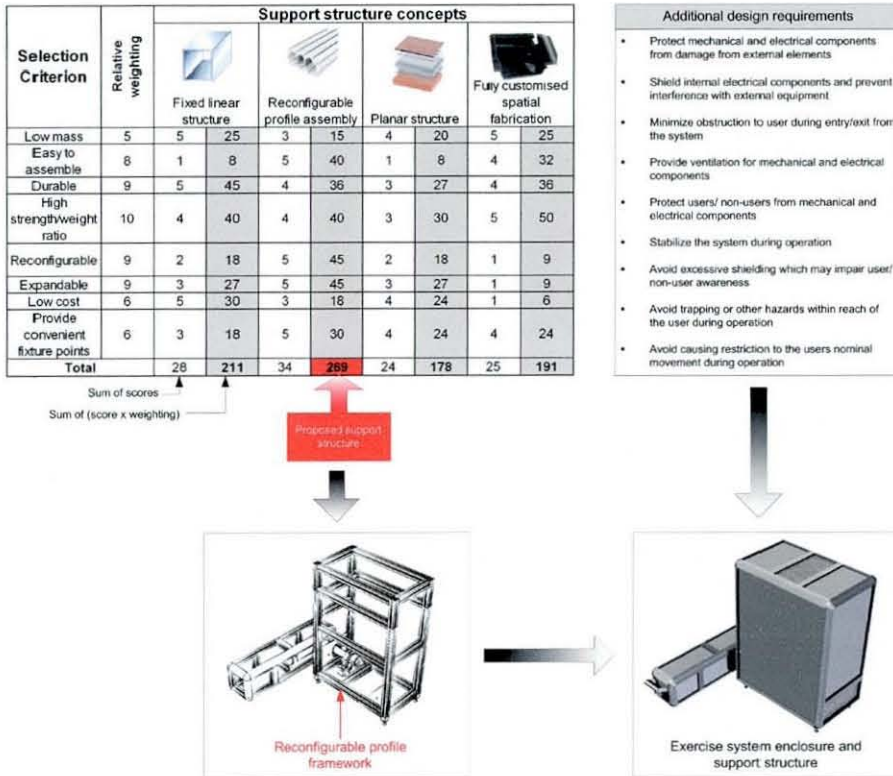 Support structure concepts
Selection
Criterion
Relative
weighting
Fixed linear
structure
Reconfigurable
profile assembly
Planar structure
Fully customised
spatial
fabrication
Low mass 5 5 25 3 15 4 20 5 25
Easy to
assemble 8 1 8 5 40 1 8 4 32
Durable 9 5 45 4 36 3 27 4 36
High
strength/weight
ratio 10 4 40 4 40 3 30 5 50
Reconfigurable 9 2 18 5 45 2 18 1 9
Expandable 9 3 27 5 45 3 27 1 9
Low cost 6 5 30 3 18 4 24 1 6
Provide
convenient
fixture points 6 3 18 5 30 4 24 4 24
Total 28 211 34 269 24 178 25 191
Sum of scores
Sum of (score x weighting)
Proposed support
structure
Additional design requirements
• Protect mechanical and electrical components
from damage from external elements
• Shield internal electrical components and prevent
interference with external equipment
• Minimize obstruction to user during entry/exit from
the system
• Provide ventilation for mechanical and electrical
components
• Protect users/ non-users from mechanical and
electrical components
• Stabilize the system during operation
• Avoid excessive shielding which may impair user/
non-user awareness
• Avoid trapping or other hazards within reach of
the user during operation
• Avoid causing restriction to the users nominal
movement during operation
Reconfigurable profile
framework
Exercise system enclosure and
support structure